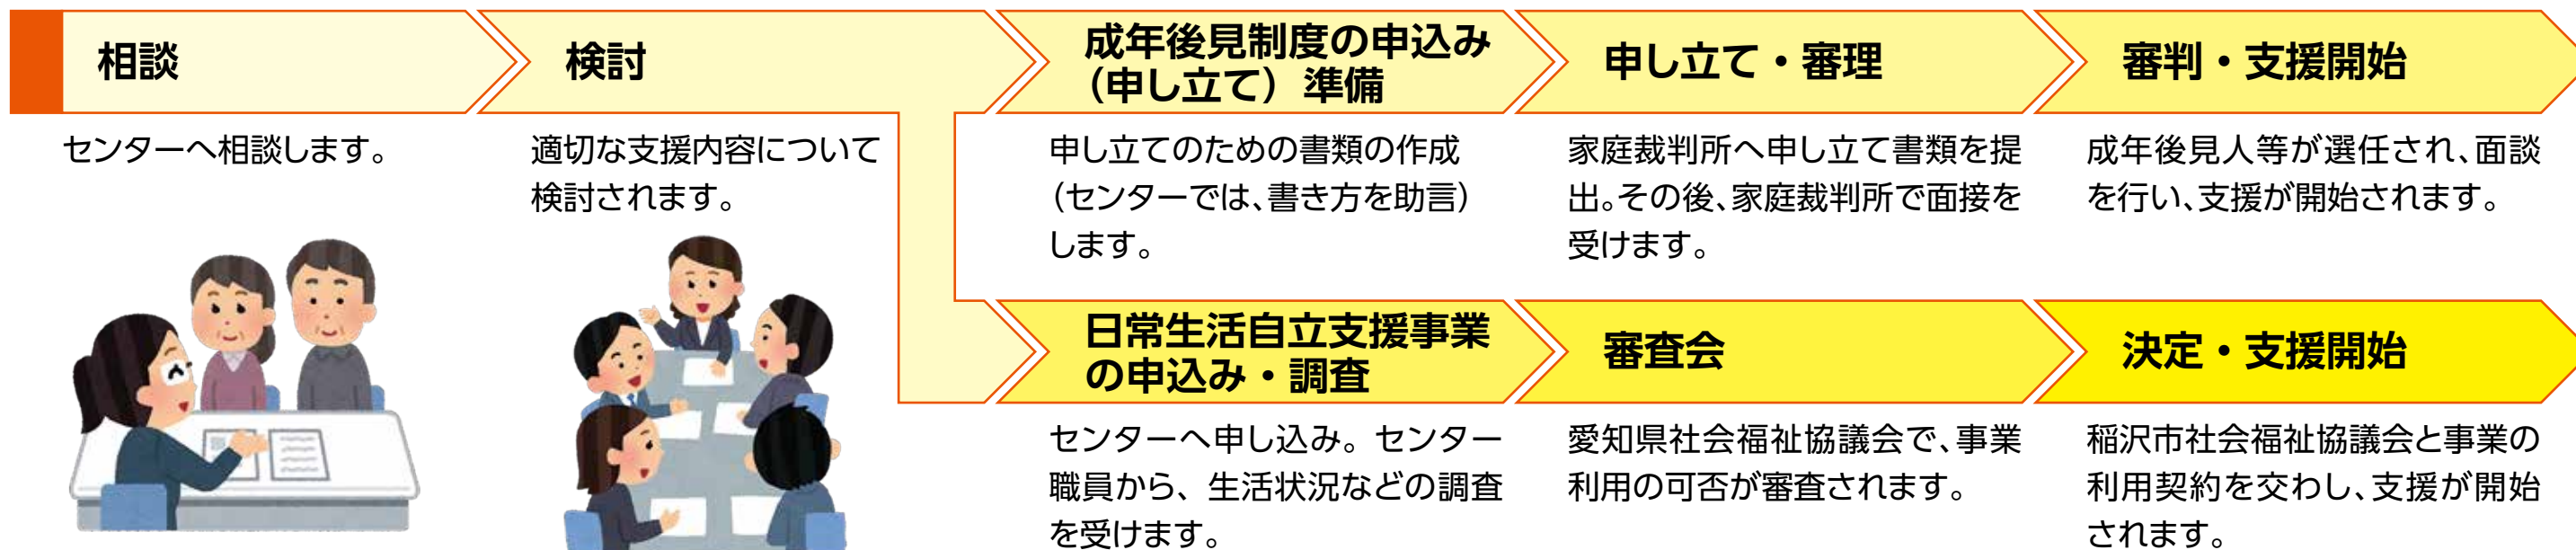 相談
センターへ相談します。
検討
適切な支援内容について
検討されます。
成年後見制度の申込み
（申し立て）準備
申し立てのための書類の作成
（センターでは、書き方を助言）
します。
申し立て・審理
家庭裁判所へ申し立て書類を提
出。その後、家庭裁判所で面接を
受けます。
審判・支援開始
成年後見人等が選任され、面談
を行い、支援が開始されます。
日常生活自立支援事業
の申込み・調査
センターへ申し込み。センター
職員から、生活状況などの調査
を受けます。
審査会
愛知県社会福祉協議会で、事業
利用の可否が審査されます。
決定・支援開始
稲沢市社会福祉協議会と事業の
利用契約を交わし、支援が開始
されます。